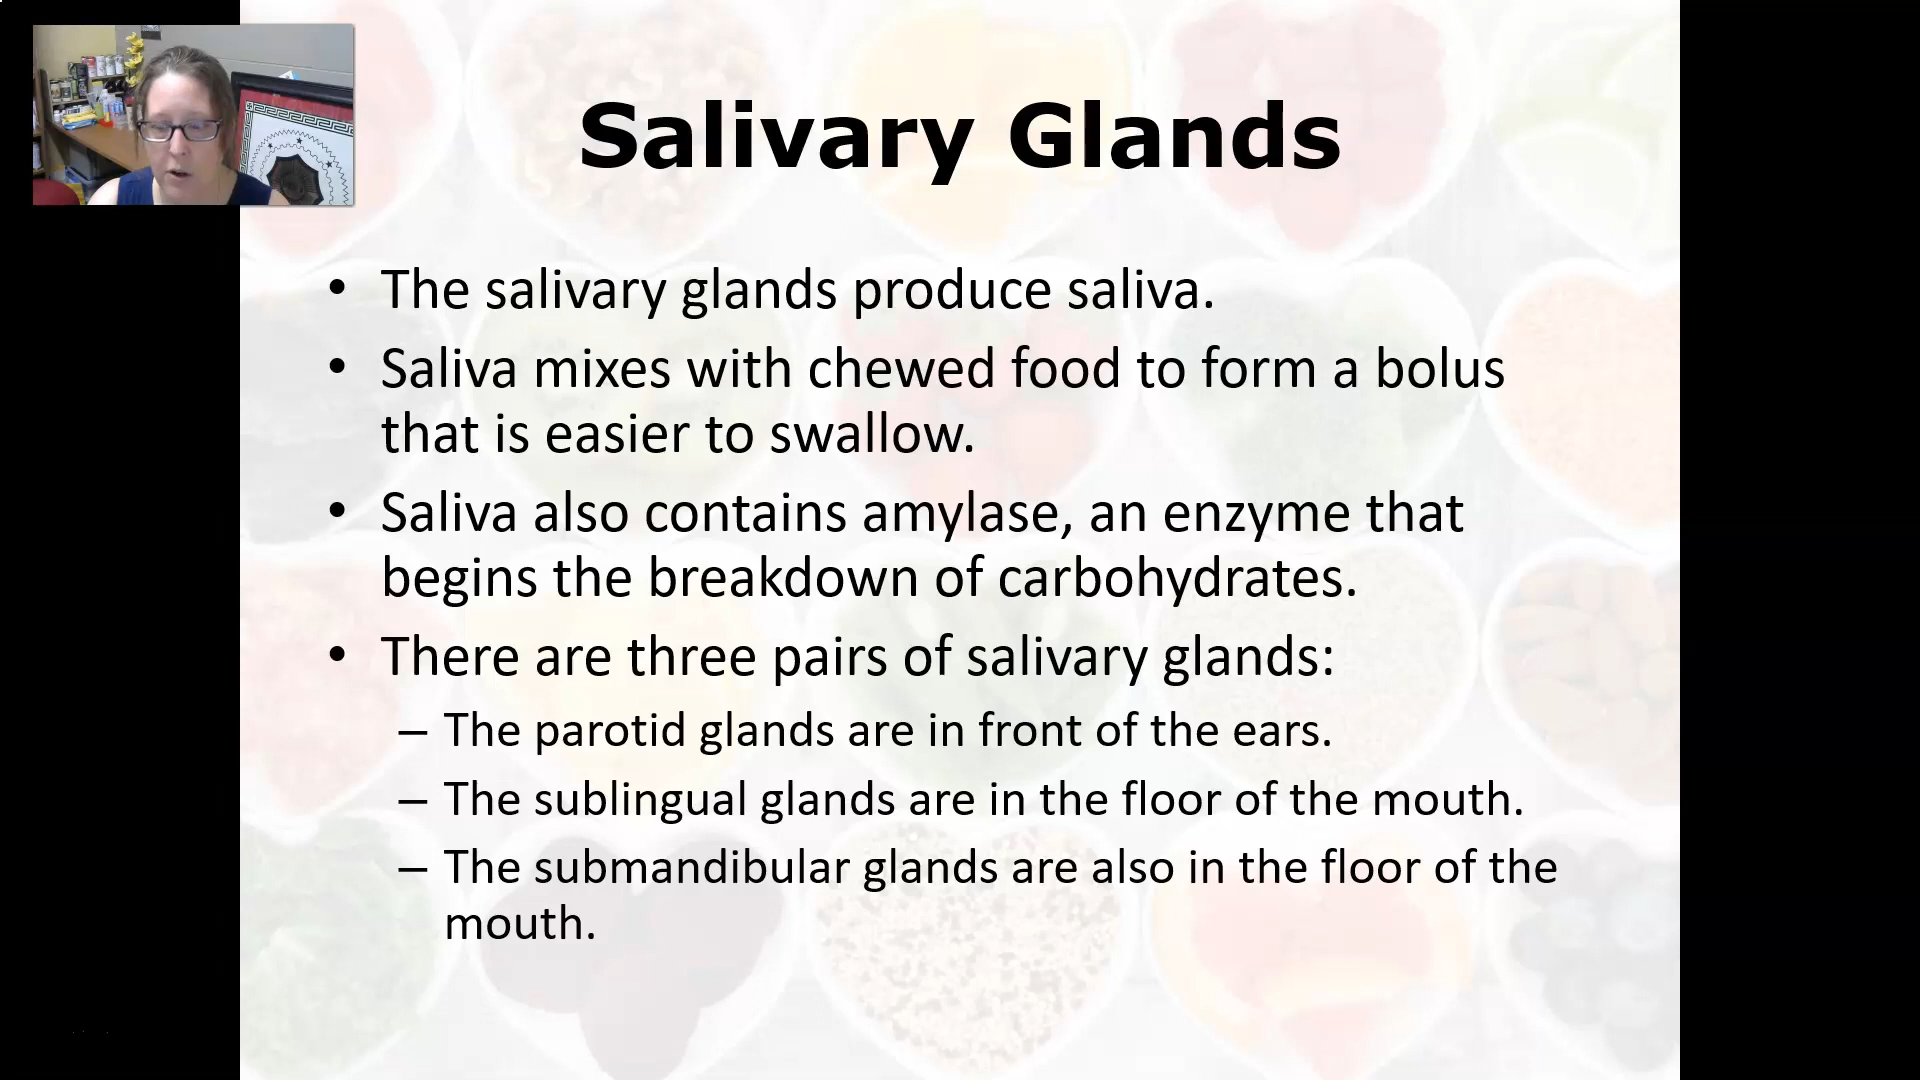 Salivary Glands
• The salivary glands produce saliva.
• Saliva mixes with chewed food to form a bolus
that is easier to swallow.
• Saliva also contains amylase, an enzyme that
begins the breakdown of carbohydrates.
• There are three pairs of salivary glands:
– The parotid glands are in front of the ears.
– The sublingual glands are in the floor of the mouth.
– The submandibular glands are also in the floor of the
mouth.